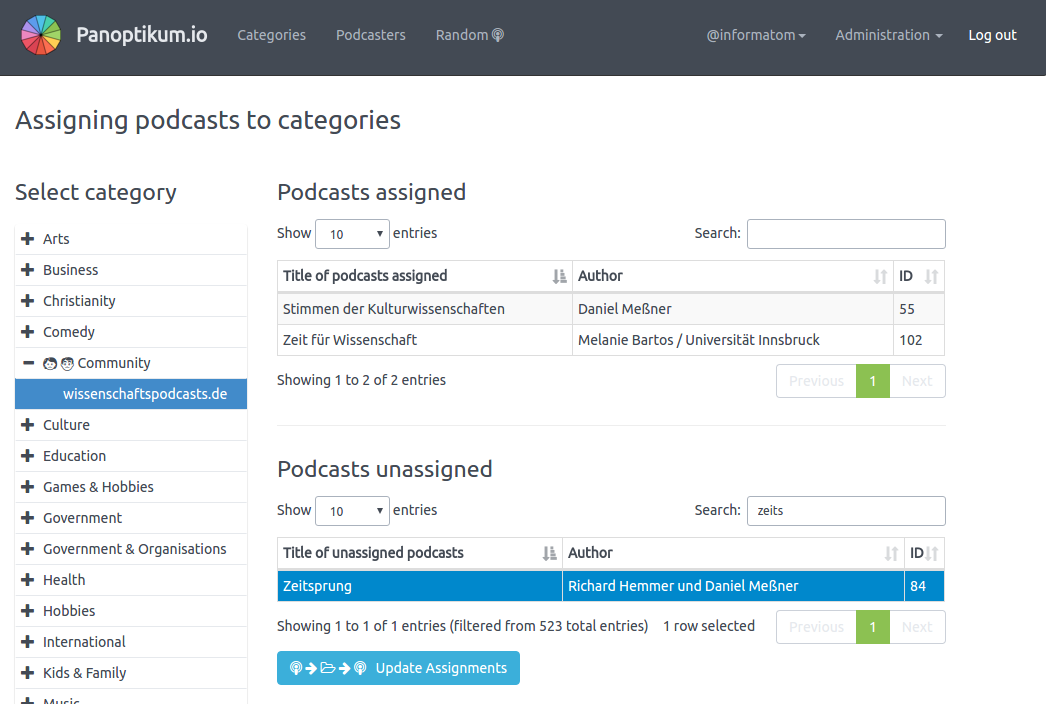 Panoptikum.io Categories Podcasters Random @informatom Administration Log out
Assigning podcasts to categories
Select category
Arts
Business
Christianity
Comedy
Community
wissenschaftspodcasts.de
Culture
Education
Games & Hobbies
Government
Government & Organisations
Health
Hobbies
International
Kids & Family
Music
Podcasts assigned
Show 10 entries Search:
Title of podcasts assigned Author ID
Stimmen der Kulturwissenschaften Daniel Meßner 55
Zeit für Wissenschaft Melanie Bartos / Universität Innsbruck 102
Showing 1 to 2 of 2 entries Previous 1 Next
Podcasts unassigned
Show 10 entries Search: zeits
Title of unassigned podcasts Author ID
Zeitsprung Richard Hemmer und Daniel Meßner 84
Showing 1 to 1 of 1 entries (filtered from 523 total entries) 1 row selected Previous 1 Next
Update Assignments